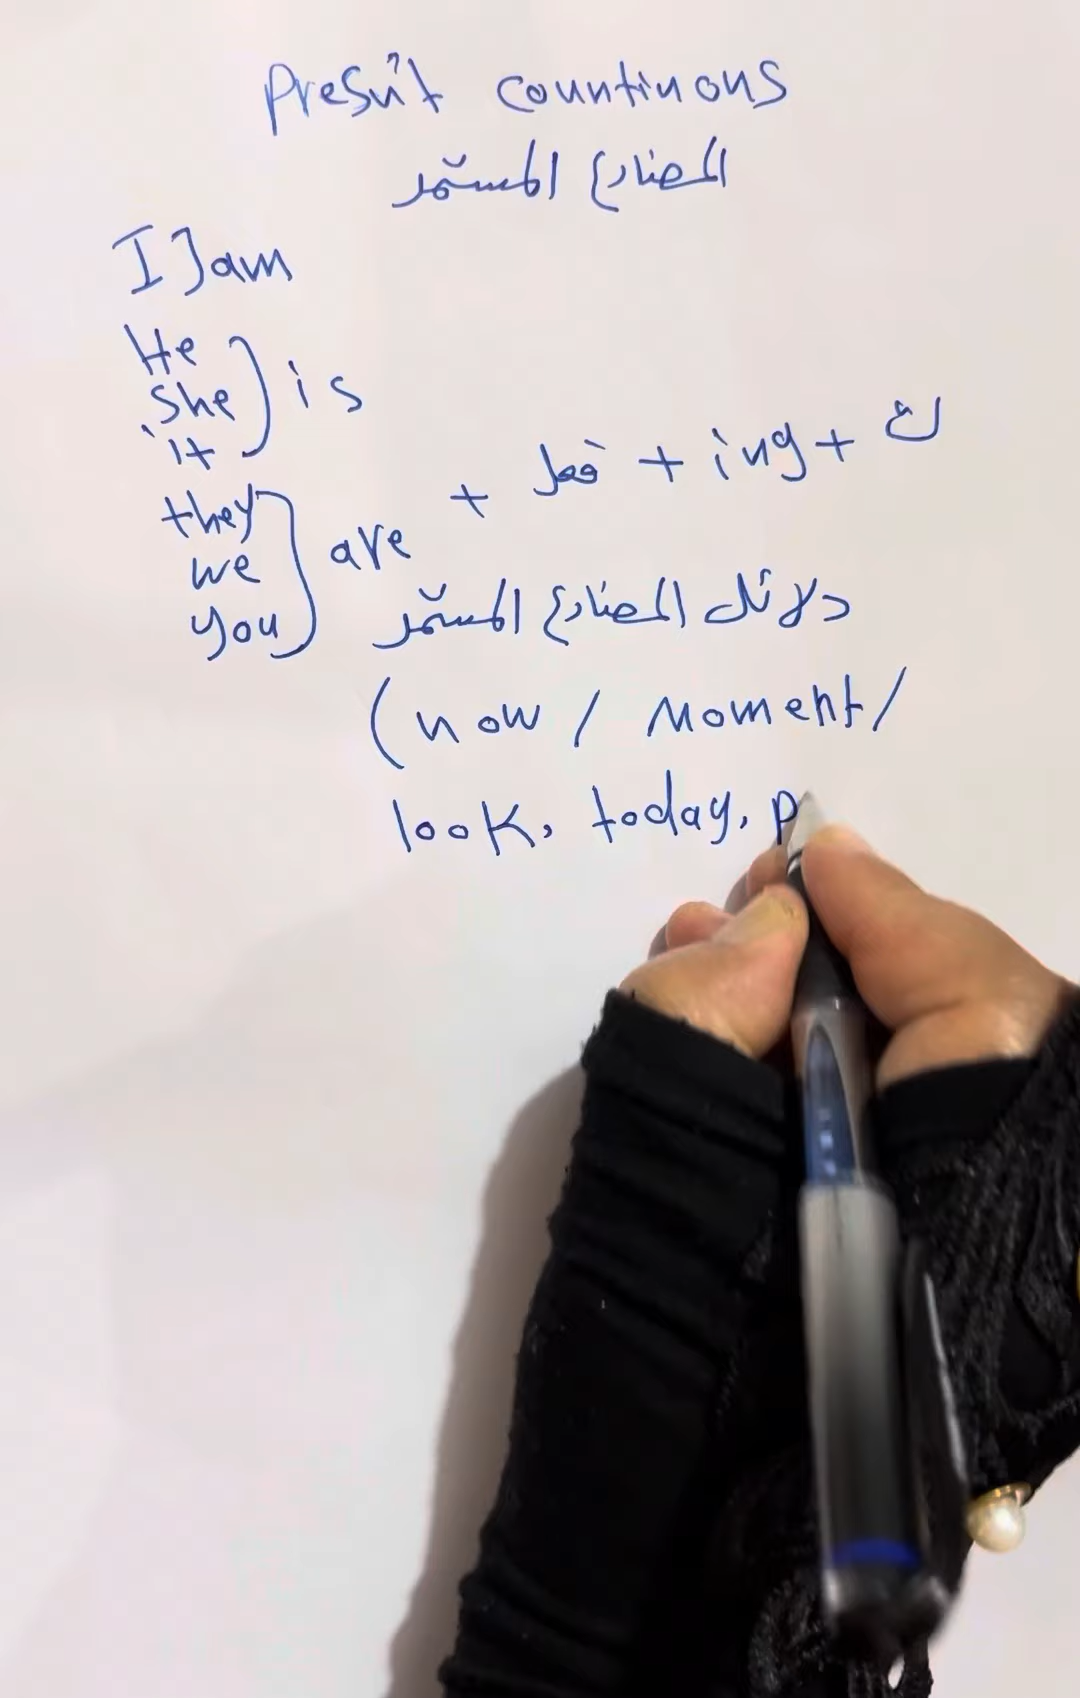 Present countinous
المضارع المستمر
I } am
He
She
it
} is
they
we
you
} are
+ فعل + ing + ت
دلائل المضارع المستمر
(now / Moment /
look, today, p